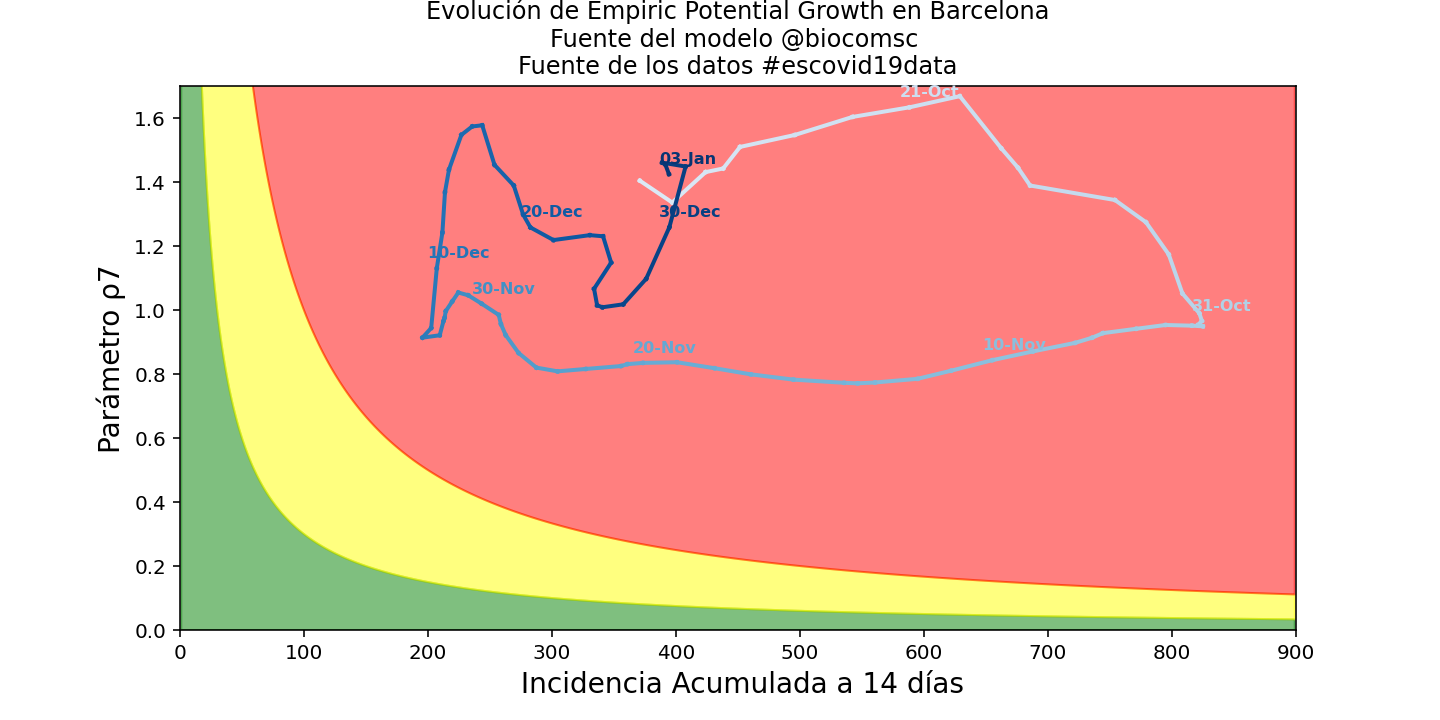 Evolución de Empiric Potential Growth en Barcelona
Fuente del modelo @biocomsc
Fuente de los datos #escovid19data
21-Oct
03-Jan
20-Dec
30-Dec
10-Dec
30-Nov
31-Oct
20-Nov
10-Nov
Parámetro ρ7
1.6
1.4
1.2
1.0
0.8
0.6
0.4
0.2
0.0
0 100 200 300 400 500 600 700 800 900
Incidencia Acumulada a 14 días